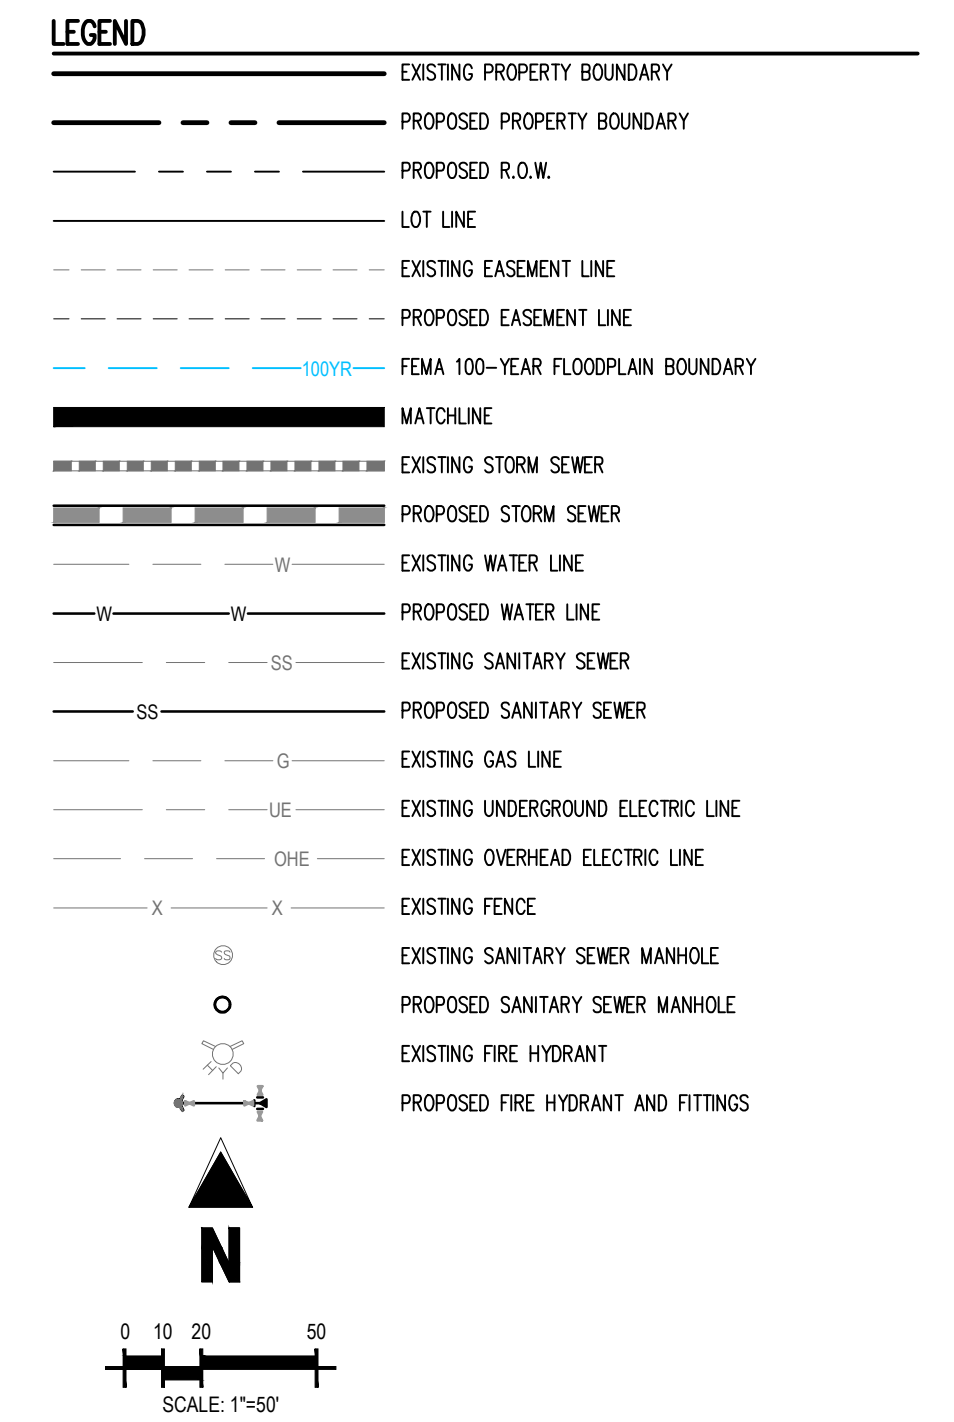 LEGEND
EXISTING PROPERTY BOUNDARY
PROPOSED PROPERTY BOUNDARY
PROPOSED R.O.W.
LOT LINE
EXISTING EASEMENT LINE
PROPOSED EASEMENT LINE
100YR FEMA 100-YEAR FLOODPLAIN BOUNDARY
MATCHLINE
EXISTING STORM SEWER
PROPOSED STORM SEWER
W EXISTING WATER LINE
W W PROPOSED WATER LINE
SS EXISTING SANITARY SEWER
SS PROPOSED SANITARY SEWER
G EXISTING GAS LINE
UE EXISTING UNDERGROUND ELECTRIC LINE
OHE EXISTING OVERHEAD ELECTRIC LINE
X X EXISTING FENCE
SS EXISTING SANITARY SEWER MANHOLE
PROPOSED SANITARY SEWER MANHOLE
HYD EXISTING FIRE HYDRANT
PROPOSED FIRE HYDRANT AND FITTINGS
N
0 10 20 50
SCALE: 1"=50'